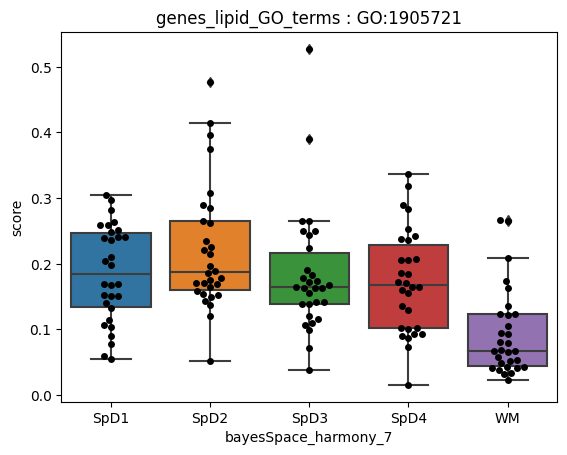 genes_lipid_GO_terms : GO:1905721
score
0.5
0.4
0.3
0.2
0.1
0.0
SpD1 SpD2 SpD3 SpD4 WM
bayesSpace_harmony_7